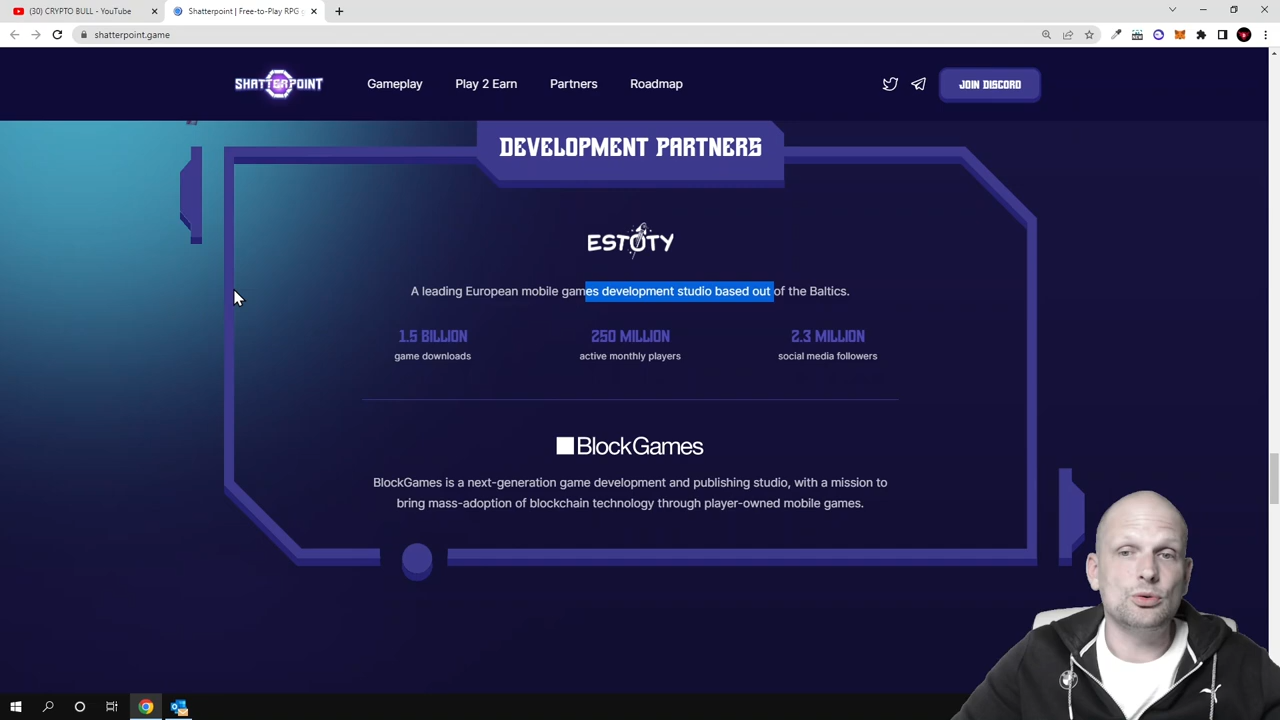 (30) CRYPTO BULL - YouTube
Shatterpoint | Free-to-Play RPG
shatterpoint.game
SHATTERPOINT
Gameplay
Play 2 Earn
Partners
Roadmap
JOIN DISCORD
DEVELOPMENT PARTNERS
ESTOTY
A leading European mobile games development studio based out of the Baltics.
1.5 BILLION
game downloads
250 MILLION
active monthly players
2.3 MILLION
social media followers
BlockGames
BlockGames is a next-generation game development and publishing studio, with a mission to
bring mass-adoption of blockchain technology through player-owned mobile games.